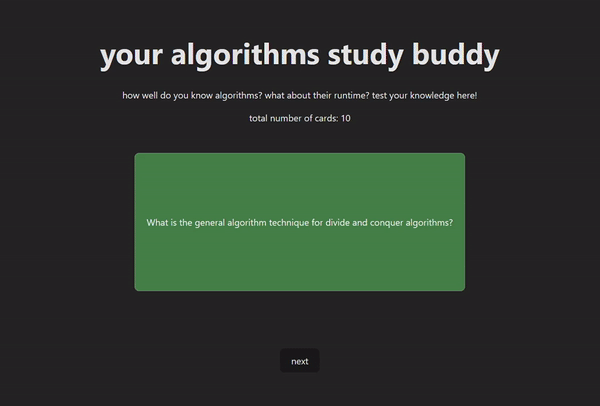 your algorithms study buddy
how well do you know algorithms? what about their runtime? test your knowledge here!
total number of cards: 10
What is the general algorithm technique for divide and conquer algorithms?
next